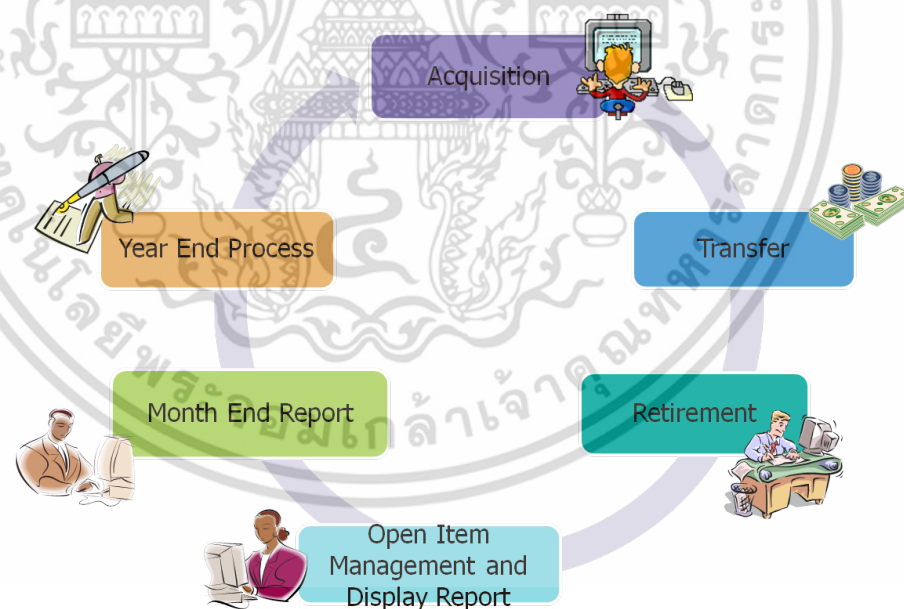 Acquisition
Year End Process
Transfer
Month End Report
Retirement
Open Item
Management and
Display Report